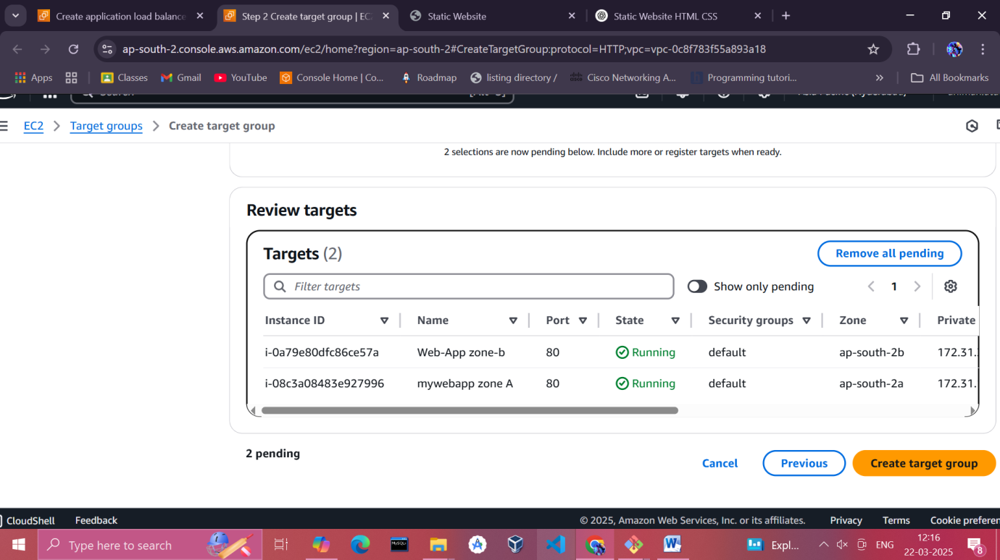 Create application load balance
Step 2 Create target group | EC
Static Website
Static Website HTML CSS
ap-south-2.console.aws.amazon.com/ec2/home?region=ap-south-2#CreateTargetGroup:protocol=HTTP;vpc=vpc-0c8f783f55a893a18
Apps
Classes
Gmail
YouTube
Console Home | Co...
Roadmap
listing directory /
Cisco Networking A...
Programming tutori...
»
All Bookmarks
Search
[Alt+S]
EC2
Target groups
Create target group
2 selections are now pending below. Include more or register targets when ready.
Review targets
Targets (2)
Remove all pending
Filter targets
Show only pending
1
Instance ID Name Port State Security groups Zone Private
i-0a79e80dfc86ce57a Web-App zone-b 80 Running default ap-south-2b 172.31.
i-08c3a08483e927996 mywebapp zone A 80 Running default ap-south-2a 172.31.
2 pending
Cancel
Previous
Create target group
CloudShell
Feedback
© 2025, Amazon Web Services, Inc. or its affiliates.
Privacy
Terms
Cookie preferen
Type here to search
MySQL
Expl...
ENG
12:16
22-03-2025
8